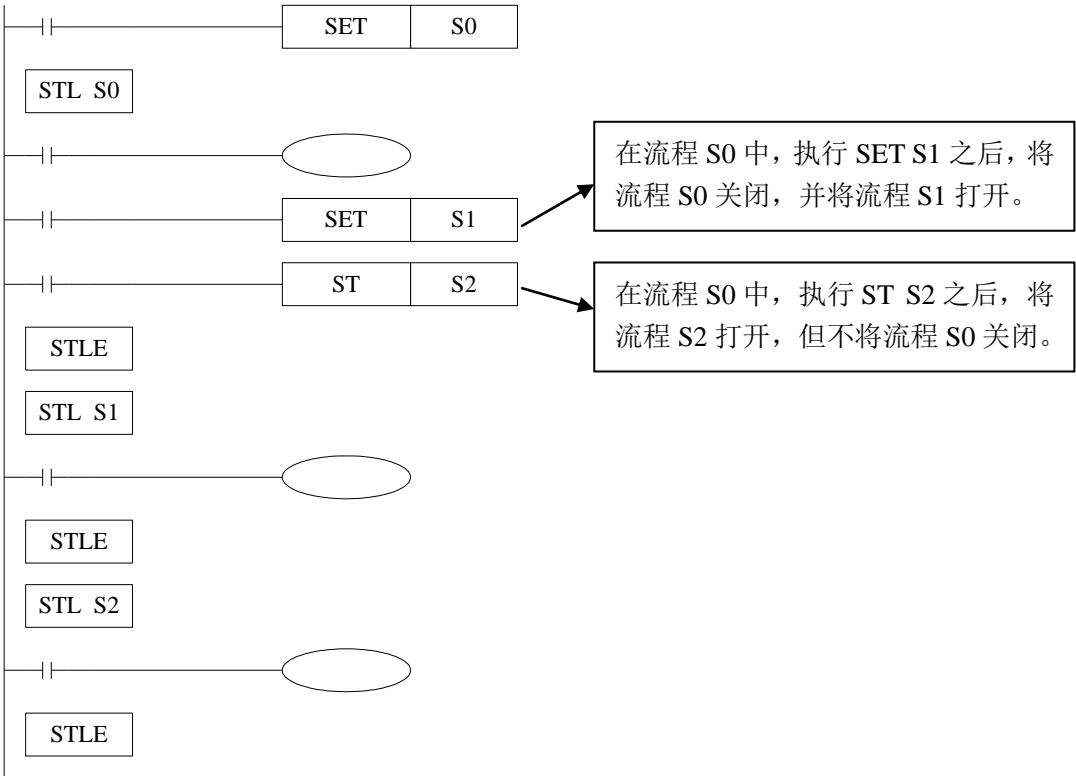 SET S0
STL S0
在流程 S0 中，执行 SET S1 之后，将
流程 S0 关闭，并将流程 S1 打开。
SET S1
ST S2
在流程 S0 中，执行 ST S2 之后，将
流程 S2 打开，但不将流程 S0 关闭。
STLE
STL S1
STLE
STL S2
STLE